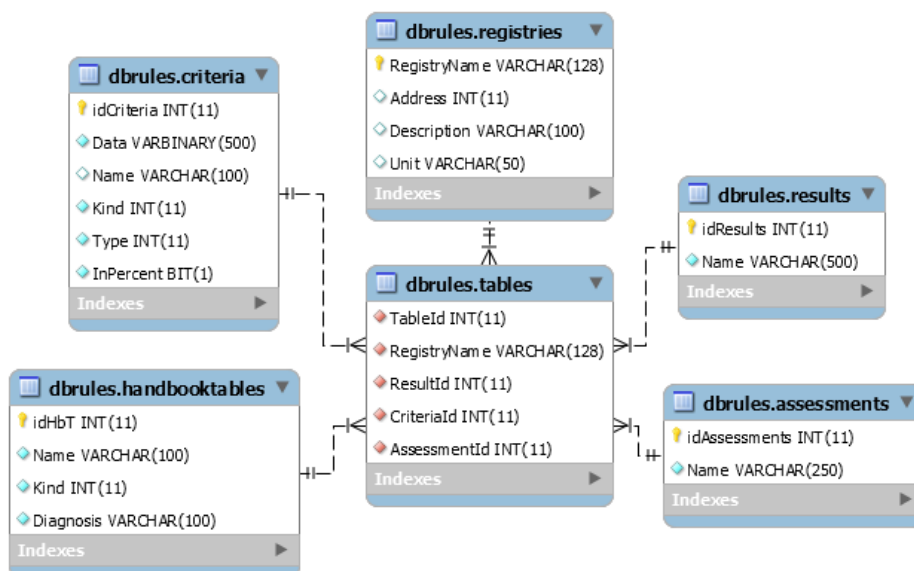 dbrules.registries
RegistryName VARCHAR(128)
Address INT(11)
Description VARCHAR(100)
Unit VARCHAR(50)
Indexes
dbrules.criteria
idCriteria INT(11)
Data VARBINARY(500)
Name VARCHAR(100)
Kind INT(11)
Type INT(11)
InPercent BIT(1)
Indexes
dbrules.results
idResults INT(11)
Name VARCHAR(500)
Indexes
dbrules.tables
TableId INT(11)
RegistryName VARCHAR(128)
ResultId INT(11)
CriteriaId INT(11)
AssessmentId INT(11)
Indexes
dbrules.handbooktables
idHbT INT(11)
Name VARCHAR(100)
Kind INT(11)
Diagnosis VARCHAR(100)
Indexes
dbrules.assessments
idAssessments INT(11)
Name VARCHAR(250)
Indexes